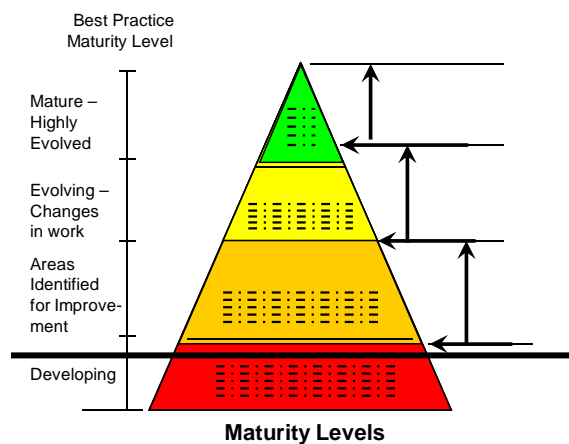 Best Practice
Maturity Level
Mature –
Highly
Evolved
Evolving –
Changes
in work
Areas
Identified
for Improve-
ment
Developing
Maturity Levels